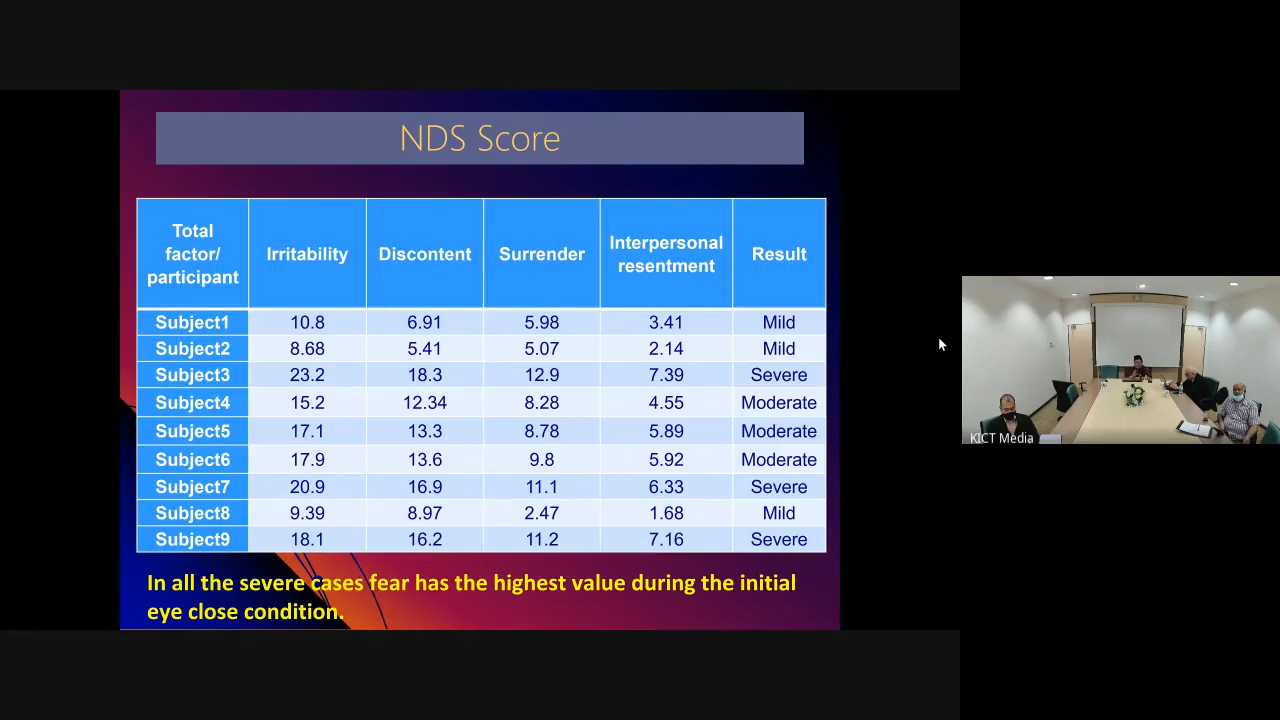 NDS Score
Total factor/ participant Irritability Discontent Surrender Interpersonal resentment Result
Subject1 10.8 6.91 5.98 3.41 Mild
Subject2 8.68 5.41 5.07 2.14 Mild
Subject3 23.2 18.3 12.9 7.39 Severe
Subject4 15.2 12.34 8.28 4.55 Moderate
Subject5 17.1 13.3 8.78 5.89 Moderate
Subject6 17.9 13.6 9.8 5.92 Moderate
Subject7 20.9 16.9 11.1 6.33 Severe
Subject8 9.39 8.97 2.47 1.68 Mild
Subject9 18.1 16.2 11.2 7.16 Severe
In all the severe cases fear has the highest value during the initial
eye close condition.
KICT Media